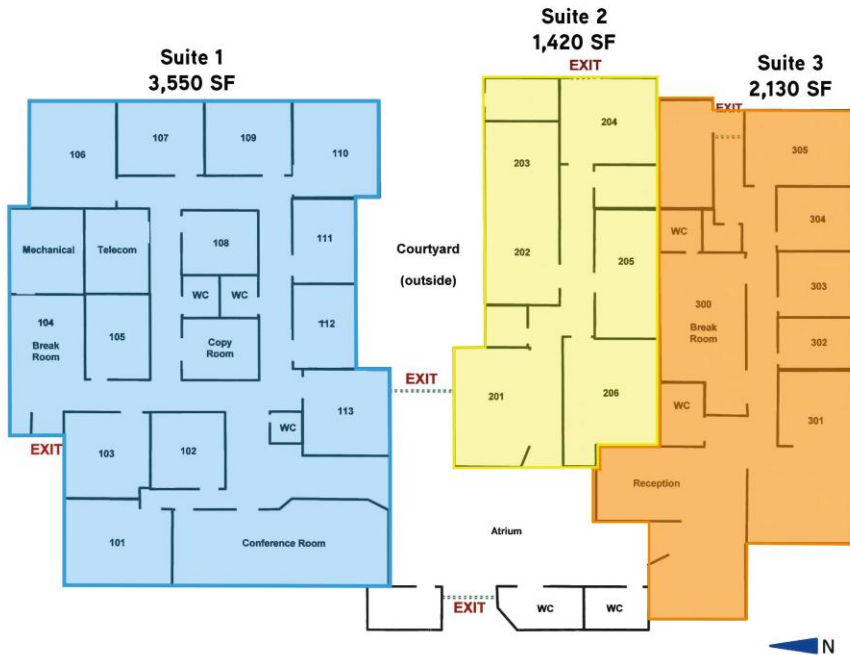 Suite 1
3,550 SF
Suite 2
1,420 SF
EXIT
Suite 3
2,130 SF
EXIT
106
107
109
110
204
305
203
Mechanical
Telecom
108
111
Courtyard
(outside)
202
205
WC
304
WC
WC
303
300
Break
Room
104
Break
Room
105
Copy
Room
112
302
EXIT
201
206
WC
301
113
WC
EXIT
103
102
Reception
101
Conference Room
Atrium
EXIT
WC
WC
N